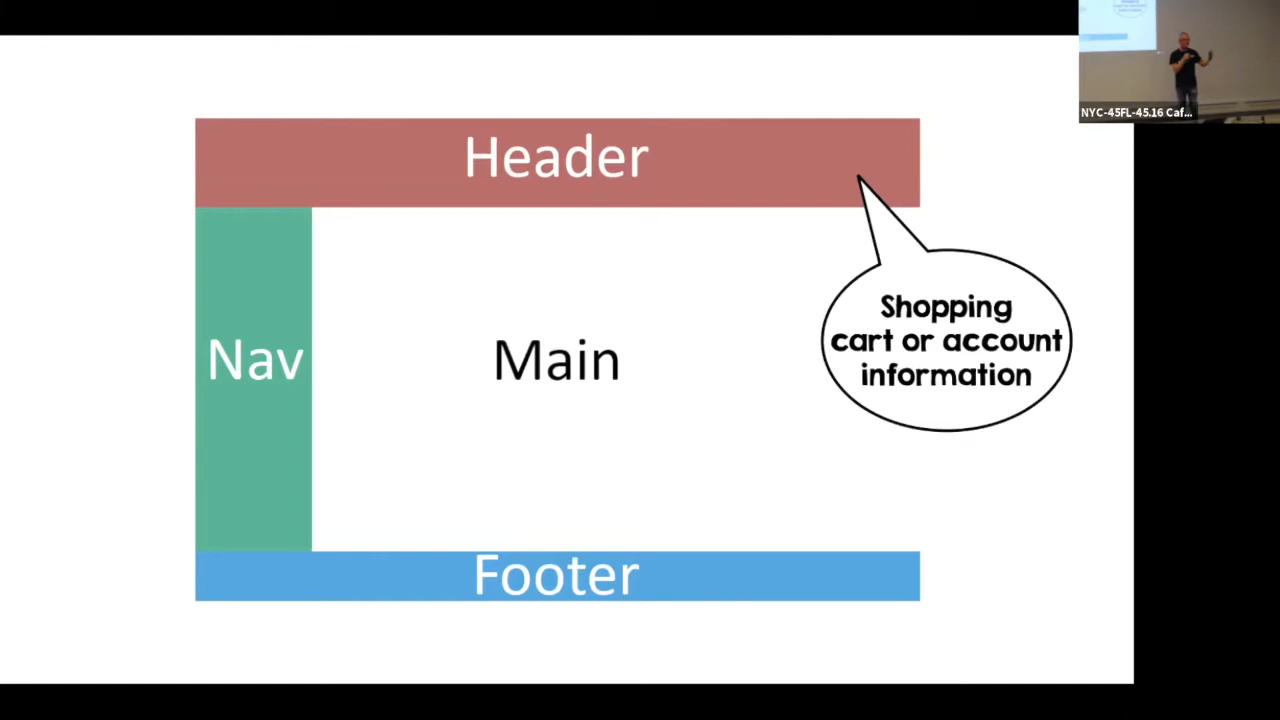 Header
Nav
Main
Shopping
cart or account
information
Footer
NYC-45FL-45.16 Caf...